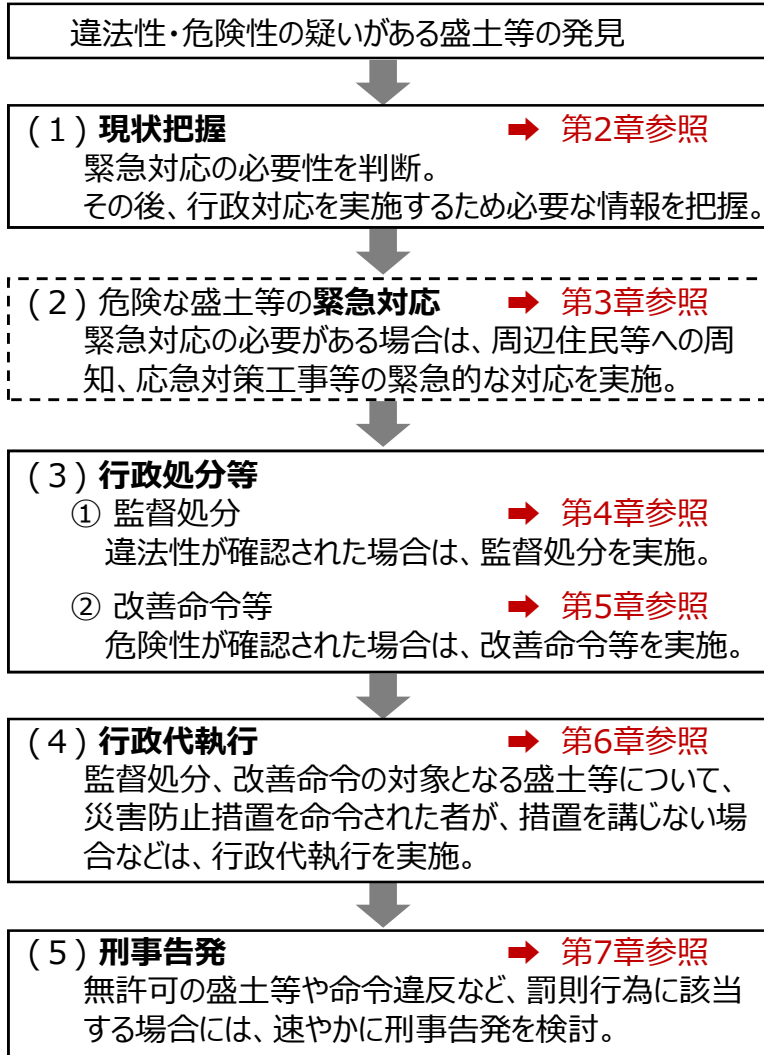 違法性・危険性の疑いがある盛土等の発見
(1) 現状把握 ➡ 第2章参照
緊急対応の必要性を判断。
その後、行政対応を実施するため必要な情報を把握。
(2) 危険な盛土等の緊急対応 ➡ 第3章参照
緊急対応の必要がある場合は、周辺住民等への周
知、応急対策工事等の緊急的な対応を実施。
(3) 行政処分等
① 監督処分 ➡ 第4章参照
違法性が確認された場合は、監督処分を実施。
② 改善命令等 ➡ 第5章参照
危険性が確認された場合は、改善命令等を実施。
(4) 行政代執行 ➡ 第6章参照
監督処分、改善命令の対象となる盛土等について、
災害防止措置を命令された者が、措置を講じない場
合などは、行政代執行を実施。
(5) 刑事告発 ➡ 第7章参照
無許可の盛土等や命令違反など、罰則行為に該当
する場合には、速やかに刑事告発を検討。